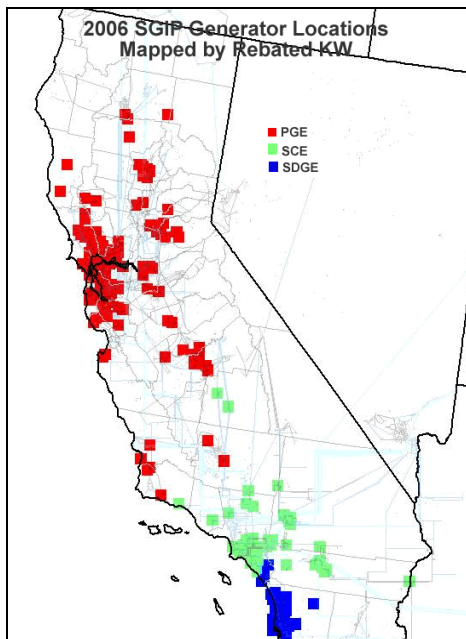 2006 SGIP Generator Locations
Mapped by Rebated KW
PGE
SCE
SDGE